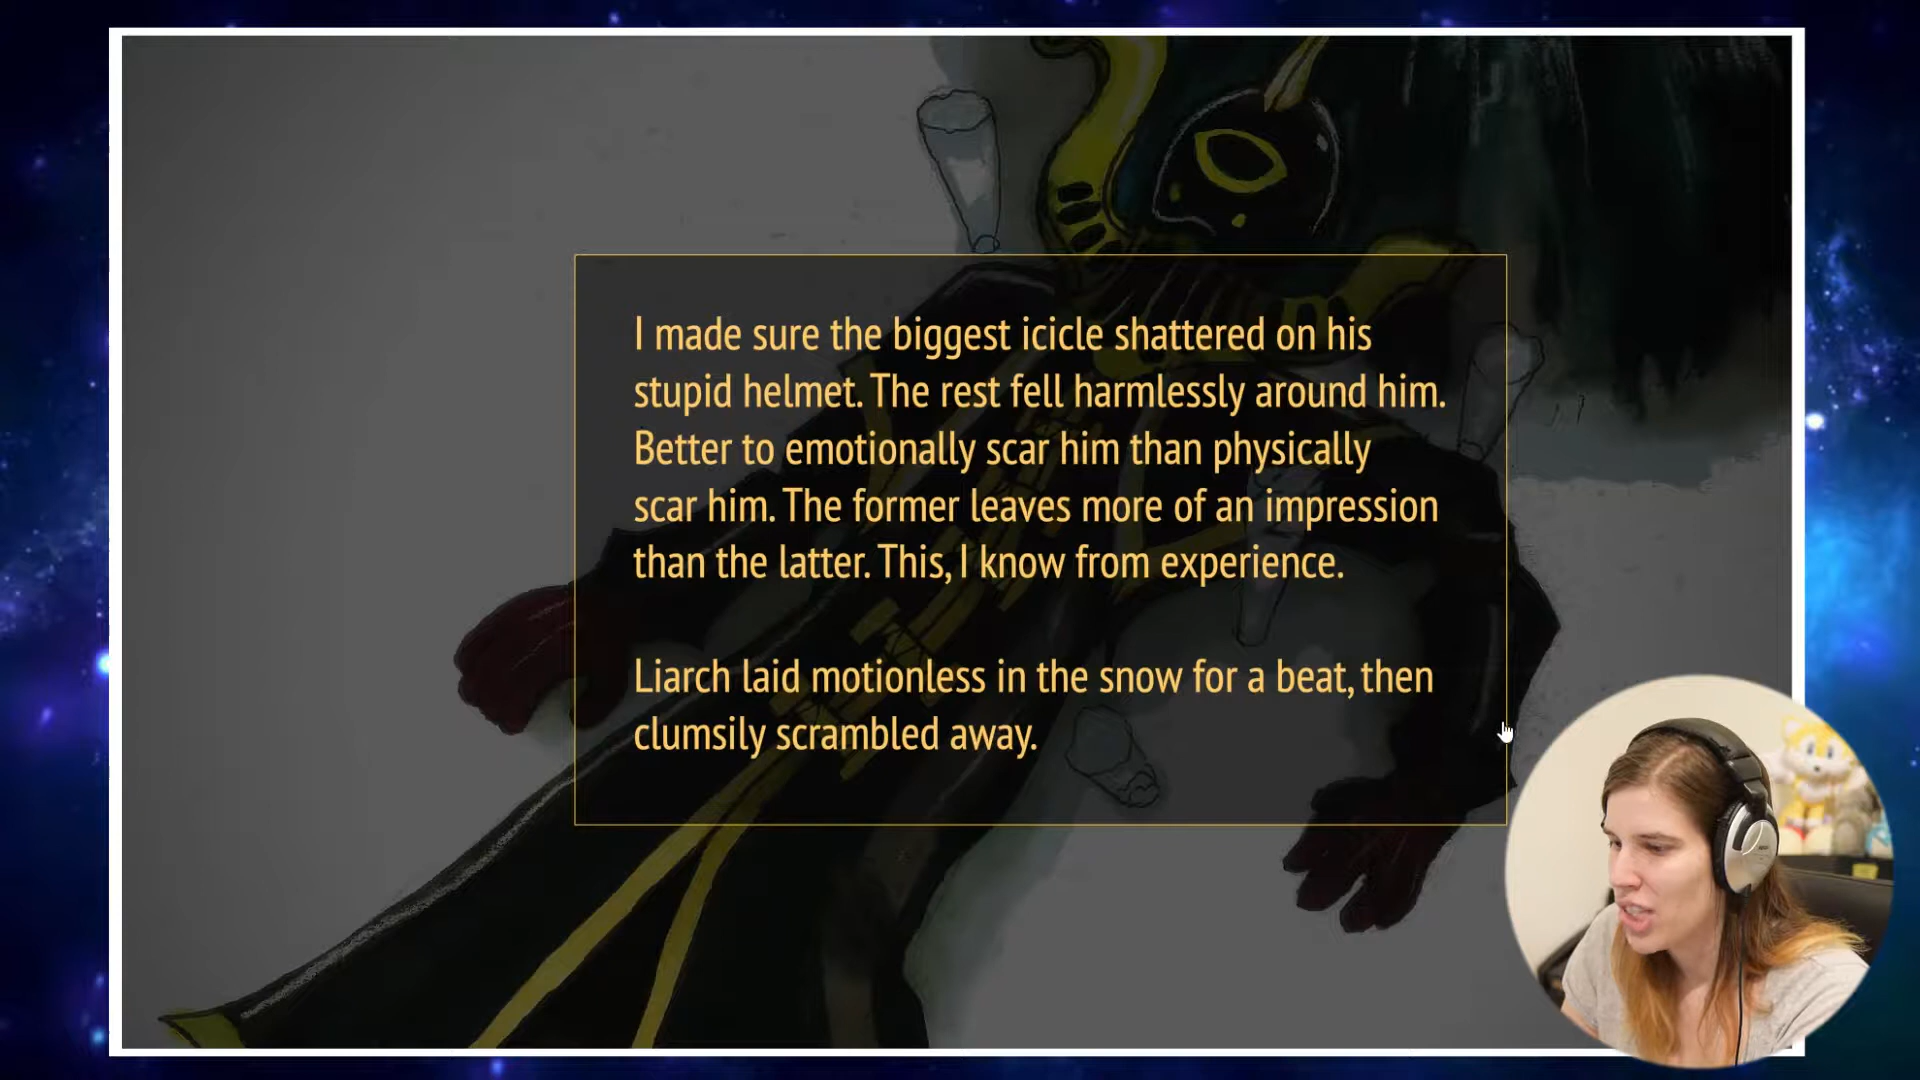 I made sure the biggest icicle shattered on his
stupid helmet. The rest fell harmlessly around him.
Better to emotionally scar him than physically
scar him. The former leaves more of an impression
than the latter. This, I know from experience.
Liarch laid motionless in the snow for a beat, then
clumsily scrambled away.